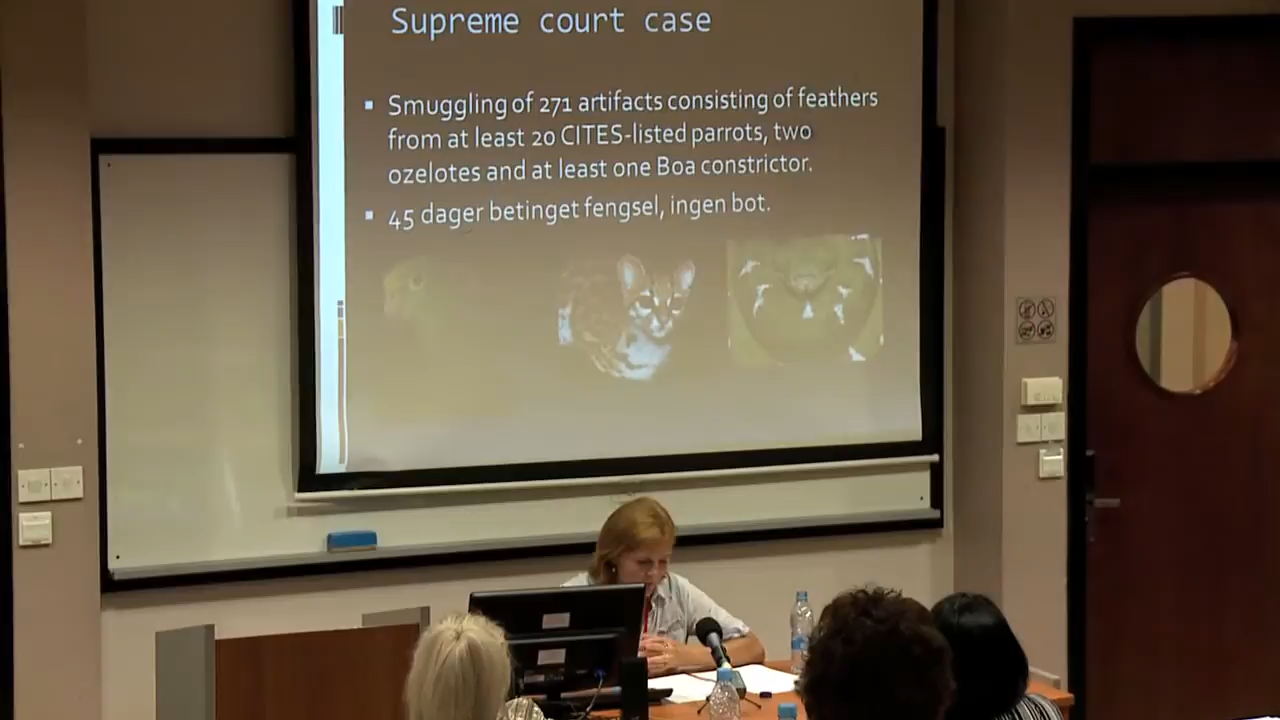 Supreme court case
▪ Smuggling of 271 artifacts consisting of feathers
from at least 20 CITES-listed parrots, two
ozelotes and at least one Boa constrictor.
▪ 45 dager betinget fengsel, ingen bot.